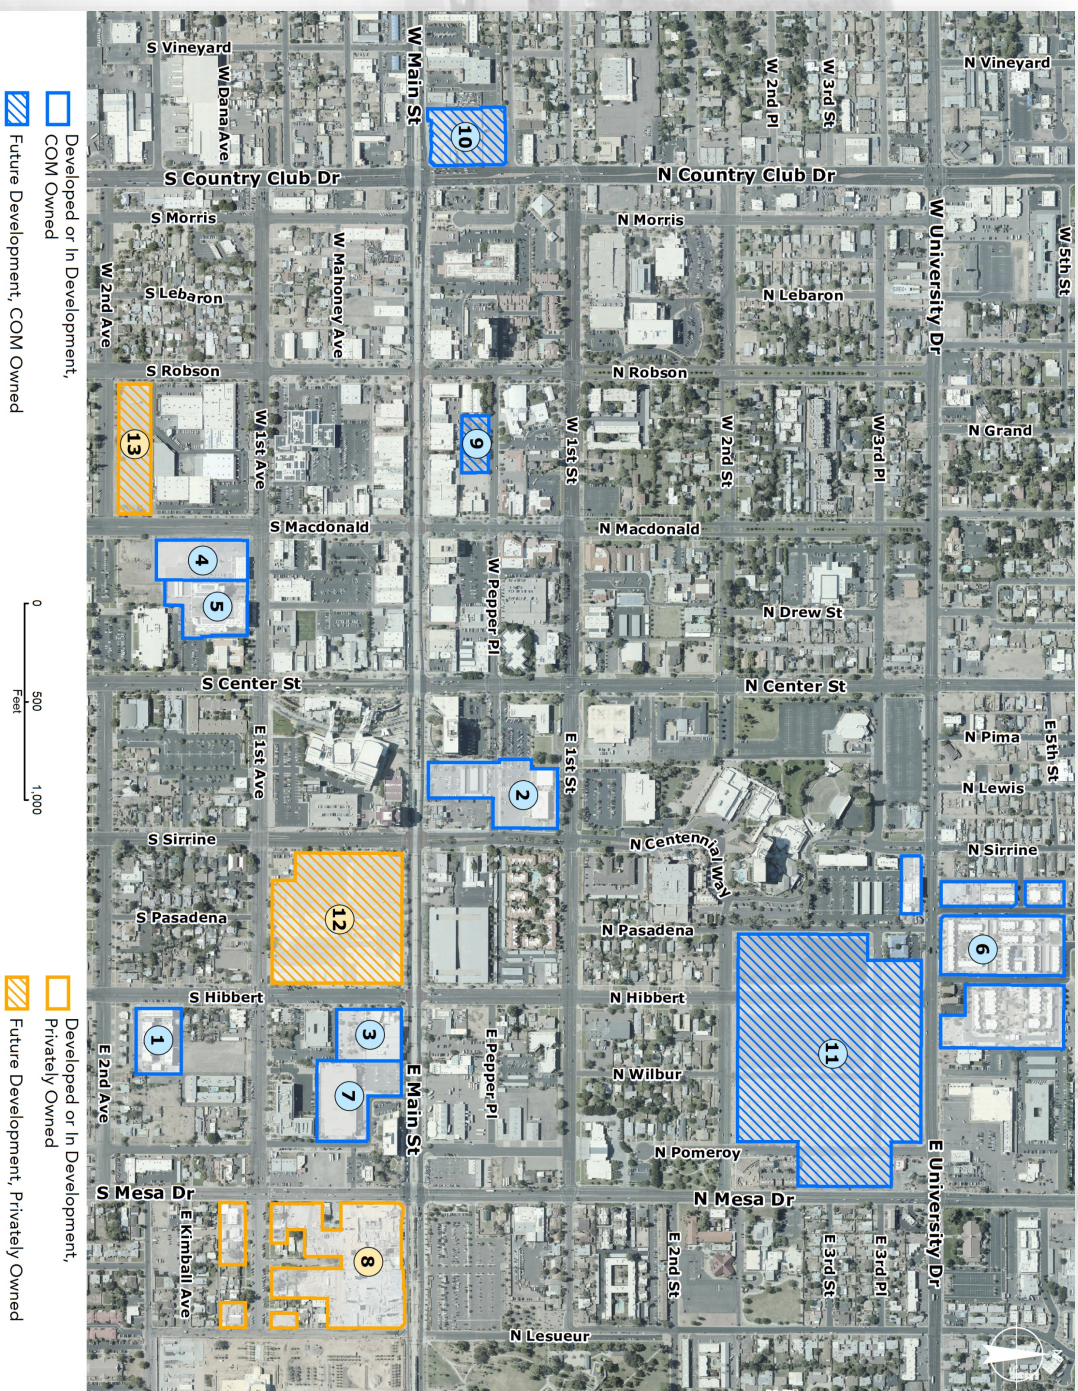 S Vineyard
W Main St
N Vineyard
W Dana Ave
W 2nd Pl
W 3rd St
10
S Country Club Dr
N Country Club Dr
S Morris
N Morris
W University Dr
W 5th St
W Mahoney Ave
W 2nd Ave
S Lebaron
N Lebaron
S Robson
N Robson
13
W 1st Ave
9
W 1st St
W 2nd St
W 3rd Pl
N Grand
S Macdonald
N Macdonald
4
5
W Pepper Pl
N Drew St
S Center St
N Center St
E 1st Ave
E 1st St
N Pima
E5th St
2
N Lewis
S Sirrine
N Centennial Way
N Sirrine
S Pasadena
12
N Pasadena
6
S Hibbert
N Hibbert
1
3
7
E 2nd Ave
E Main St
E Pepper Pl
N Wilbur
11
N Pomeroy
E University Dr
S Mesa Dr
N Mesa Dr
E Kimball Ave
8
E 2nd St
E 3rd St
E 3rd Pl
N Lesueur
Developed or In Development,
COM Owned
Future Development, COM Owned
0
500
1,000
Feet
Developed or In Development,
Privately Owned
Future Development, Privately Owned